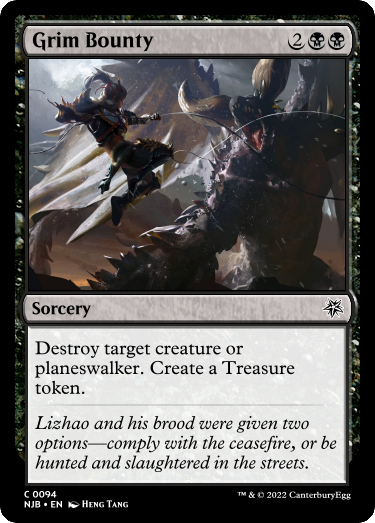 Grim Bounty 2
Sorcery
Destroy target creature or
planeswalker. Create a Treasure
token.
Lizhao and his brood were given two
options—comply with the ceasefire, or be
hunted and slaughtered in the streets.
C 0094
NJB • EN Heng Tang
™ & © 2022 CanterburyEgg